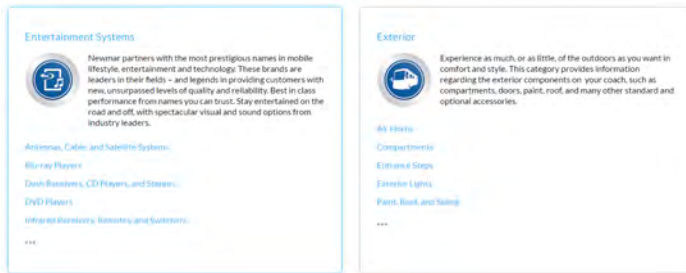 Entertainment Systems
Newmar partners with the most prestigious names in mobile
lifestyle, entertainment and technology. These brands are
leaders in their fields – and legends in providing customers with
new, unsurpassed levels of quality and reliability. Best in class
performance from names you can trust. Stay entertained on the
road and off, with spectacular visual and sound options from
industry leaders.
Antennas, Cable, and Satellite Systems
Blu-ray Players
Dash Receivers, CD Players, and Stereos
DVD Players
Infrared Receivers, Remotes, and Switchers
...
Exterior
Experience as much, or as little, of the outdoors as you want in
comfort and style. This category provides information
regarding the exterior components on your coach, such as
compartments, doors, paint, roof, and many other standard and
optional accessories.
Air Horns
Compartments
Entrance Steps
Exterior Lights
Paint, Roof, and Siding
...